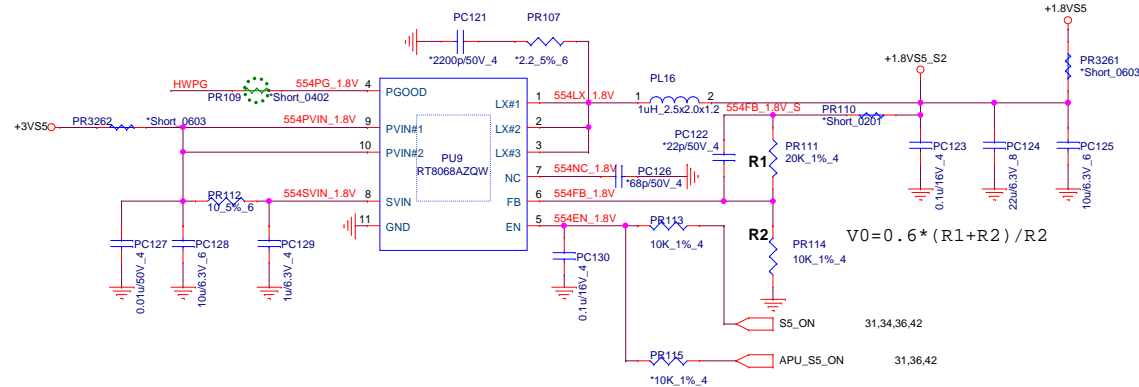 PC121
PR107
*2200p/50V_4
*2.2_5%_6
+1.8VS5
+1.8VS5_S2
PR3261
*Short_0603
HWPG
PR109
*Short_0402
554PG_1.8V
4
PGOOD
LX#1
1
554LX_1.8V
1
PL16
2
1uH_2.5x2.0x1.2
554FB_1.8V_S
PR110
*Short_0201
+3VS5
PR3262
*Short_0603
554PVIN_1.8V
9
PVIN#1
LX#2
2
10
PVIN#2
LX#3
3
PU9
RT8068AZQW
NC
7
554NC_1.8V
PC126
*68p/50V_4
PC122
*22p/50V_4
R1
PR111
20K_1%_4
PC123
0.1u/16V_4
PC124
22u/6.3V_8
PC125
10u/6.3V_6
PR112
10_5%_6
554SVIN_1.8V
8
SVIN
FB
6
554FB_1.8V
11
GND
EN
5
554EN_1.8V
PR113
10K_1%_4
R2
PR114
10K_1%_4
V0=0.6*(R1+R2)/R2
PC127
0.01u/50V_4
PC128
10u/6.3V_6
PC129
1u/6.3V_4
PC130
0.1u/16V_4
S5_ON
31,34,36,42
PR115
*10K_1%_4
APU_S5_ON
31,36,42